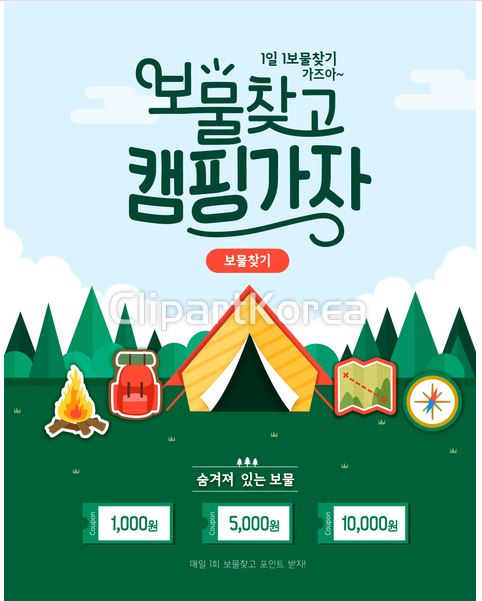 1일 1보물찾기
가즈아~
보물찾고
캠핑가자
보물찾기
ClipartKorea
숨겨져 있는 보물
Coupon 1,000원
Coupon 5,000원
Coupon 10,000원
매일 1회 보물찾고 포인트 받자!